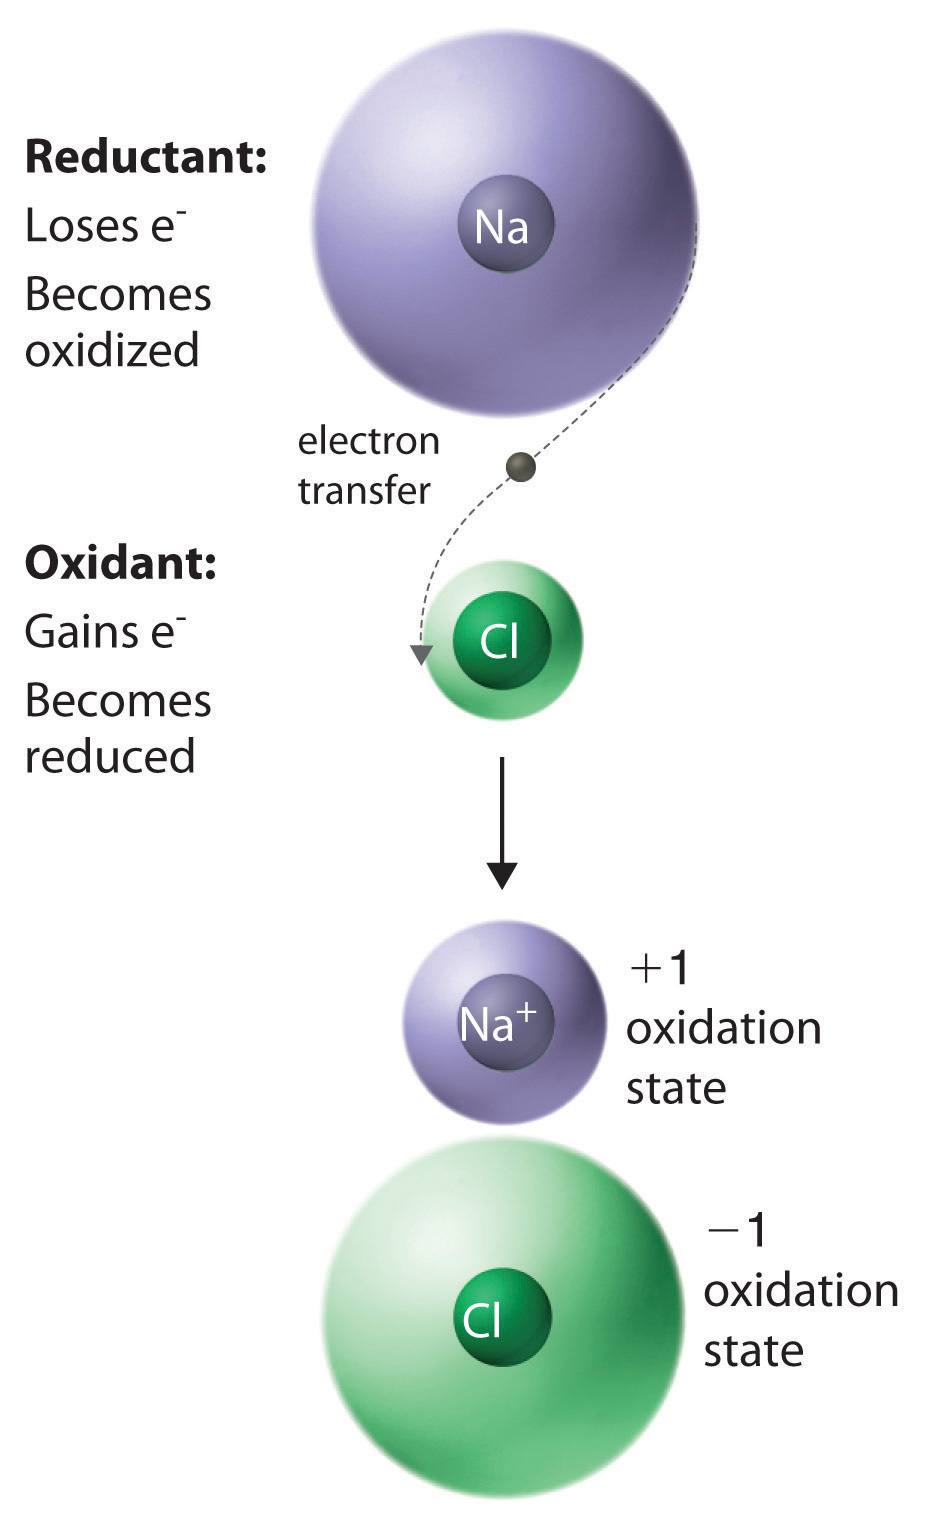 Reductant:
Loses e⁻
Becomes
oxidized
Na
electron
transfer
Oxidant:
Gains e⁻
Becomes
reduced
Cl
Na⁺
+1
oxidation
state
Cl
−1
oxidation
state